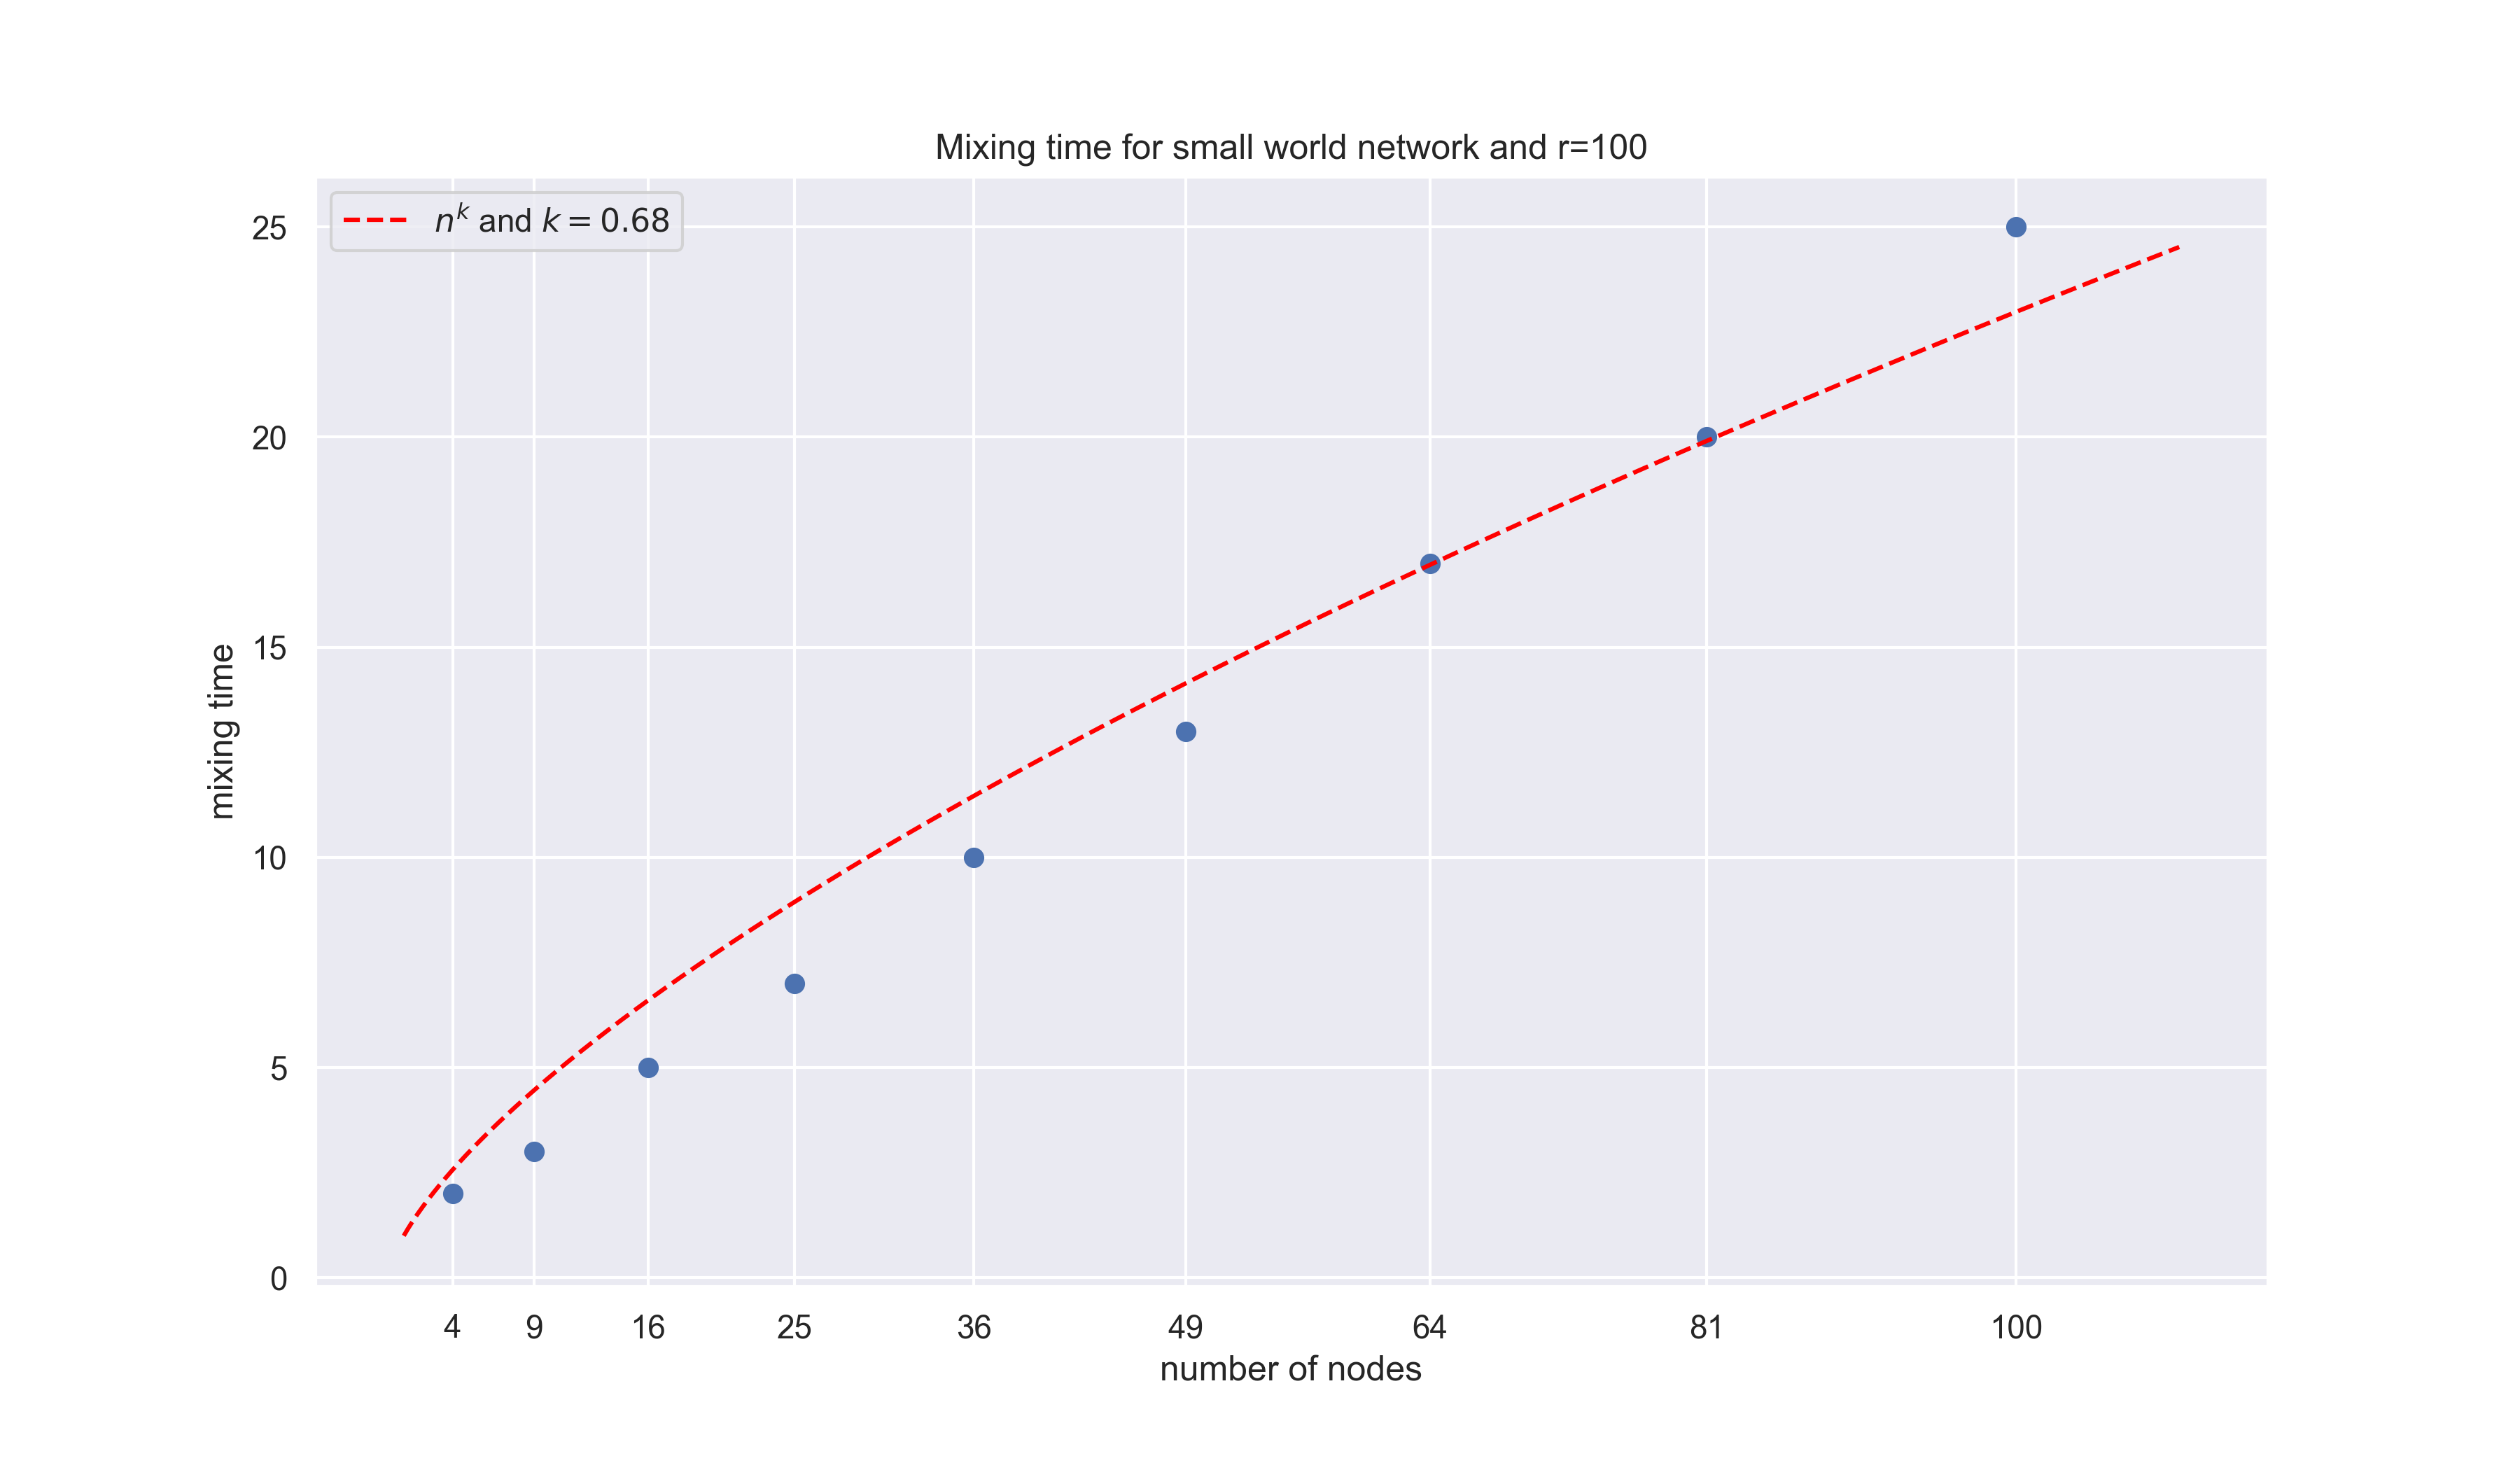 Mixing time for small world network and r=100
n^k and k = 0.68
25
20
15
10
5
0
mixing time
4 9 16 25 36 49 64 81 100
number of nodes